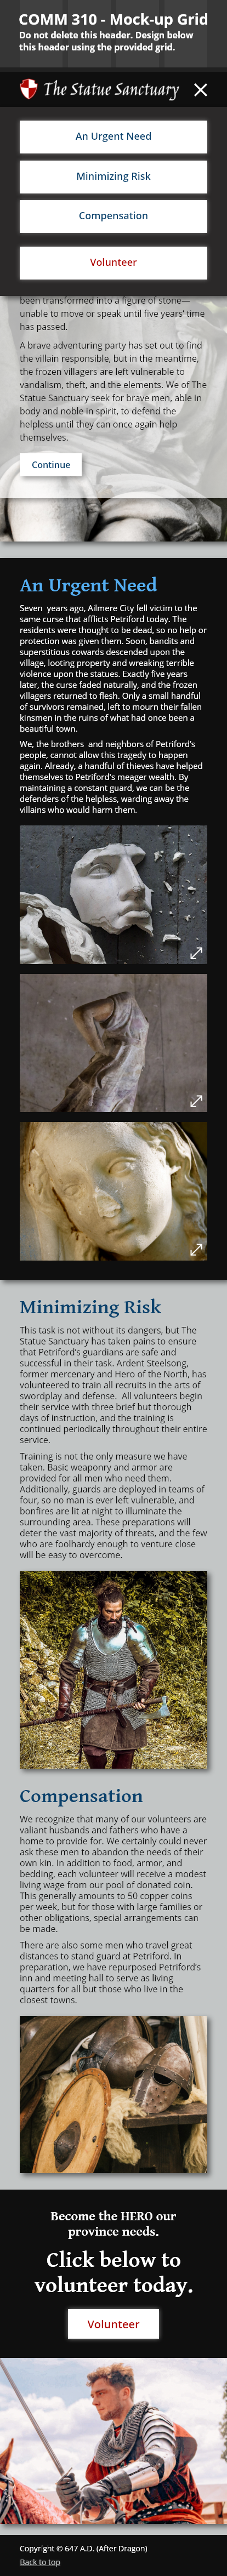 COMM 310 - Mock-up Grid
Do not delete this header. Design below
this header using the provided grid.
The Statue Sanctuary
An Urgent Need
Minimizing Risk
Compensation
Volunteer
been transformed into a figure of stone—
unable to move or speak until five years’ time
has passed.
A brave adventuring party has set out to find
the villain responsible, but in the meantime,
the frozen villagers are left vulnerable to
vandalism, theft, and the elements. We of The
Statue Sanctuary seek for brave men, able in
body and noble in spirit, to defend the
helpless until they can once again help
themselves.
Continue
An Urgent Need
Seven years ago, Ailmere City fell victim to the
same curse that afflicts Petriford today. The
residents were thought to be dead, so no help or
protection was given them. Soon, bandits and
superstitious cowards descended upon the
village, looting property and wreaking terrible
violence upon the statues. Exactly five years
later, the curse faded naturally, and the frozen
villagers returned to flesh. Only a small handful
of survivors remained, left to mourn their fallen
kinsmen in the ruins of what had once been a
beautiful town.
We, the brothers and neighbors of Petriford’s
people, cannot allow this tragedy to happen
again. Already, a handful of thieves have helped
themselves to Petriford’s meager wealth. By
maintaining a constant guard, we can be the
defenders of the helpless, warding away the
villains who would harm them.
Minimizing Risk
This task is not without its dangers, but The
Statue Sanctuary has taken pains to ensure
that Petriford’s guardians are safe and
successful in their task. Ardent Steelsong,
former mercenary and Hero of the North, has
volunteered to train all recruits in the arts of
swordplay and defense. All volunteers begin
their service with three brief but thorough
days of instruction, and the training is
continued periodically throughout their entire
service.
Training is not the only measure we have
taken. Basic weaponry and armor are
provided for all men who need them.
Additionally, guards are deployed in teams of
four, so no man is ever left vulnerable, and
bonfires are lit at night to illuminate the
surrounding area. These preparations will
deter the vast majority of threats, and the few
who are foolhardy enough to venture close
will be easy to overcome.
Compensation
We recognize that many of our volunteers are
valiant husbands and fathers who have a
home to provide for. We certainly could never
ask these men to abandon the needs of their
own kin. In addition to food, armor, and
bedding, each volunteer will receive a modest
living wage from our pool of donated coin.
This generally amounts to 50 copper coins
per week, but for those with large families or
other obligations, special arrangements can
be made.
There are also some men who travel great
distances to stand guard at Petriford. In
preparation, we have repurposed Petriford’s
inn and meeting hall to serve as living
quarters for all but those who live in the
closest towns.
Become the HERO our
province needs.
Click below to
volunteer today.
Volunteer
Copyright © 647 A.D. (After Dragon)
Back to top